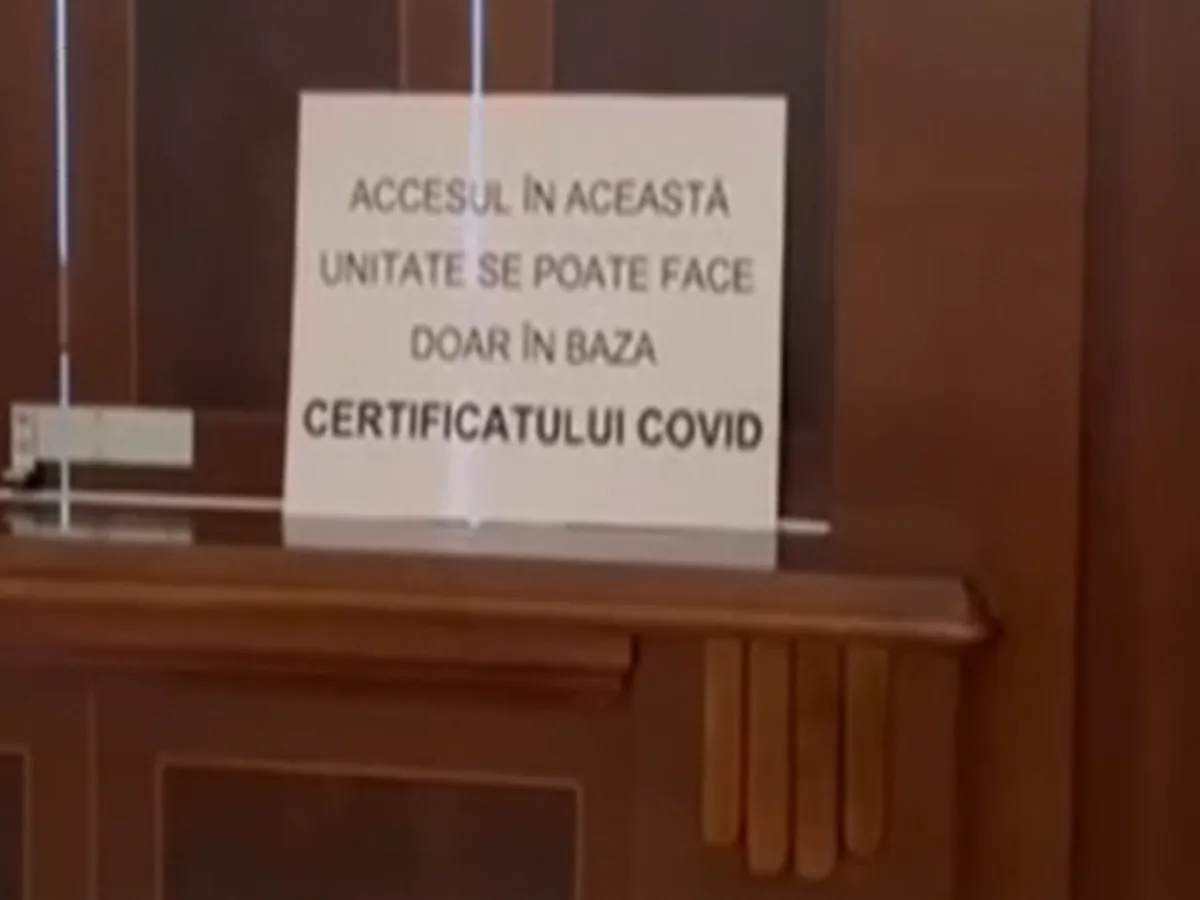 ACCESUL ÎN ACEASTĂ
UNITATE SE POATE FACE
DOAR ÎN BAZA
CERTIFICATULUI COVID